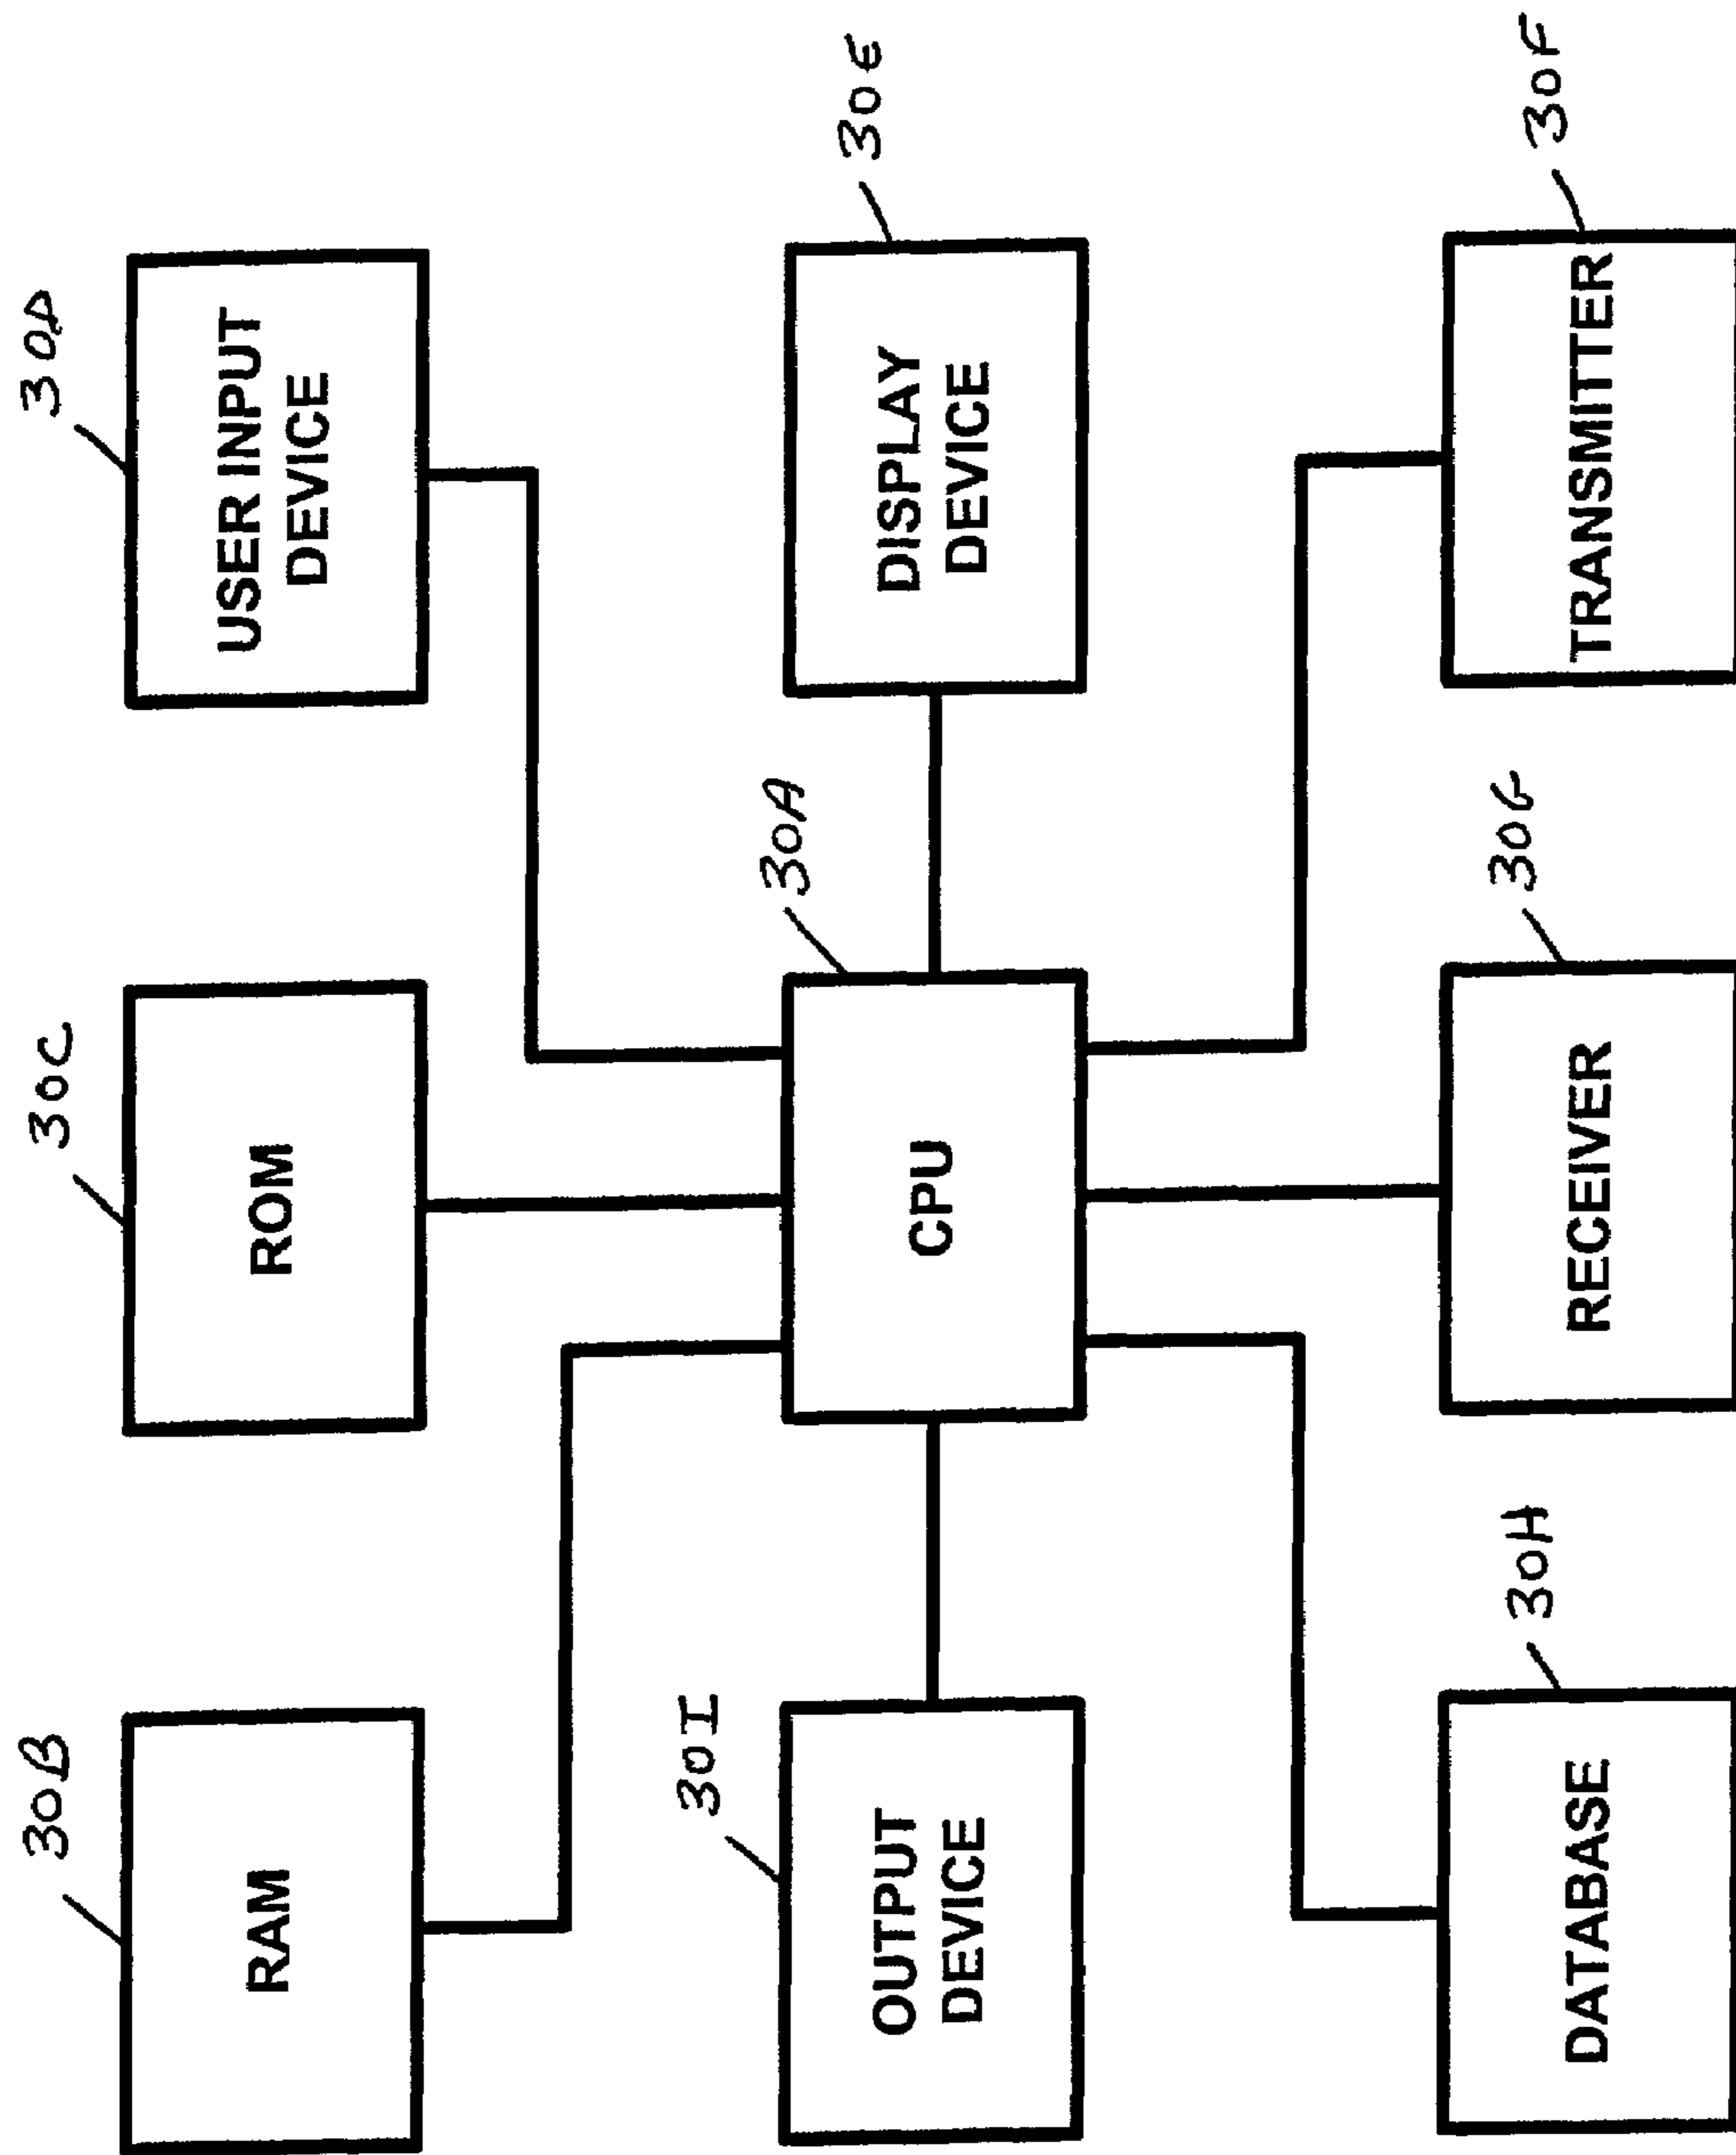 30B
RAM
30C
ROM
30D
USER INPUT
DEVICE
30I
OUTPUT
DEVICE
30A
CPU
30E
DISPLAY
DEVICE
30H
DATABASE
30G
RECEIVER
30F
TRANSMITTER